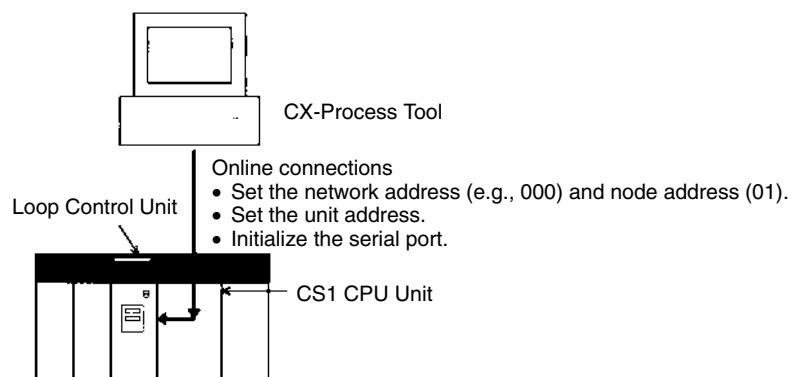 CX-Process Tool
Online connections
• Set the network address (e.g., 000) and node address (01).
• Set the unit address.
• Initialize the serial port.
Loop Control Unit
CS1 CPU Unit